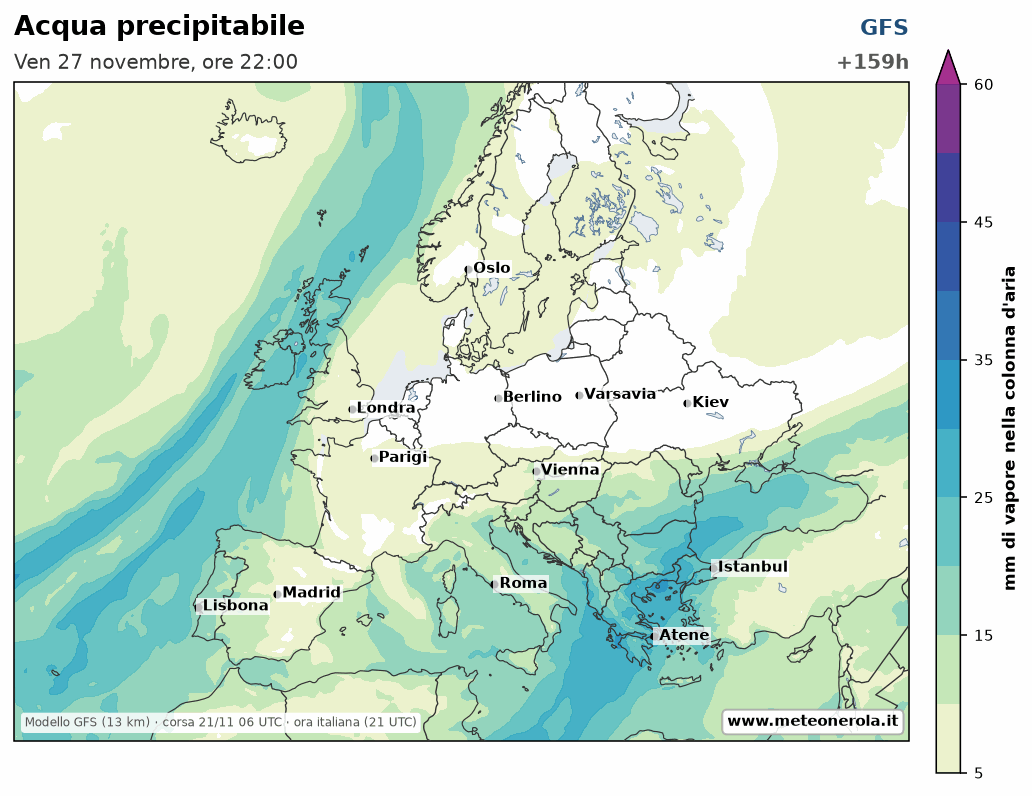 Acqua precipitabile
GFS
Ven 27 novembre, ore 22:00
+159h
60
45
35
25
15
5
mm di vapore nella colonna d'aria
Oslo
Berlino
Varsavia
Kiev
Londra
Parigi
Vienna
Istanbul
Roma
Madrid
Lisbona
Atene
Modello GFS (13 km) · corsa 21/11 06 UTC · ora italiana (21 UTC)
www.meteonerola.it